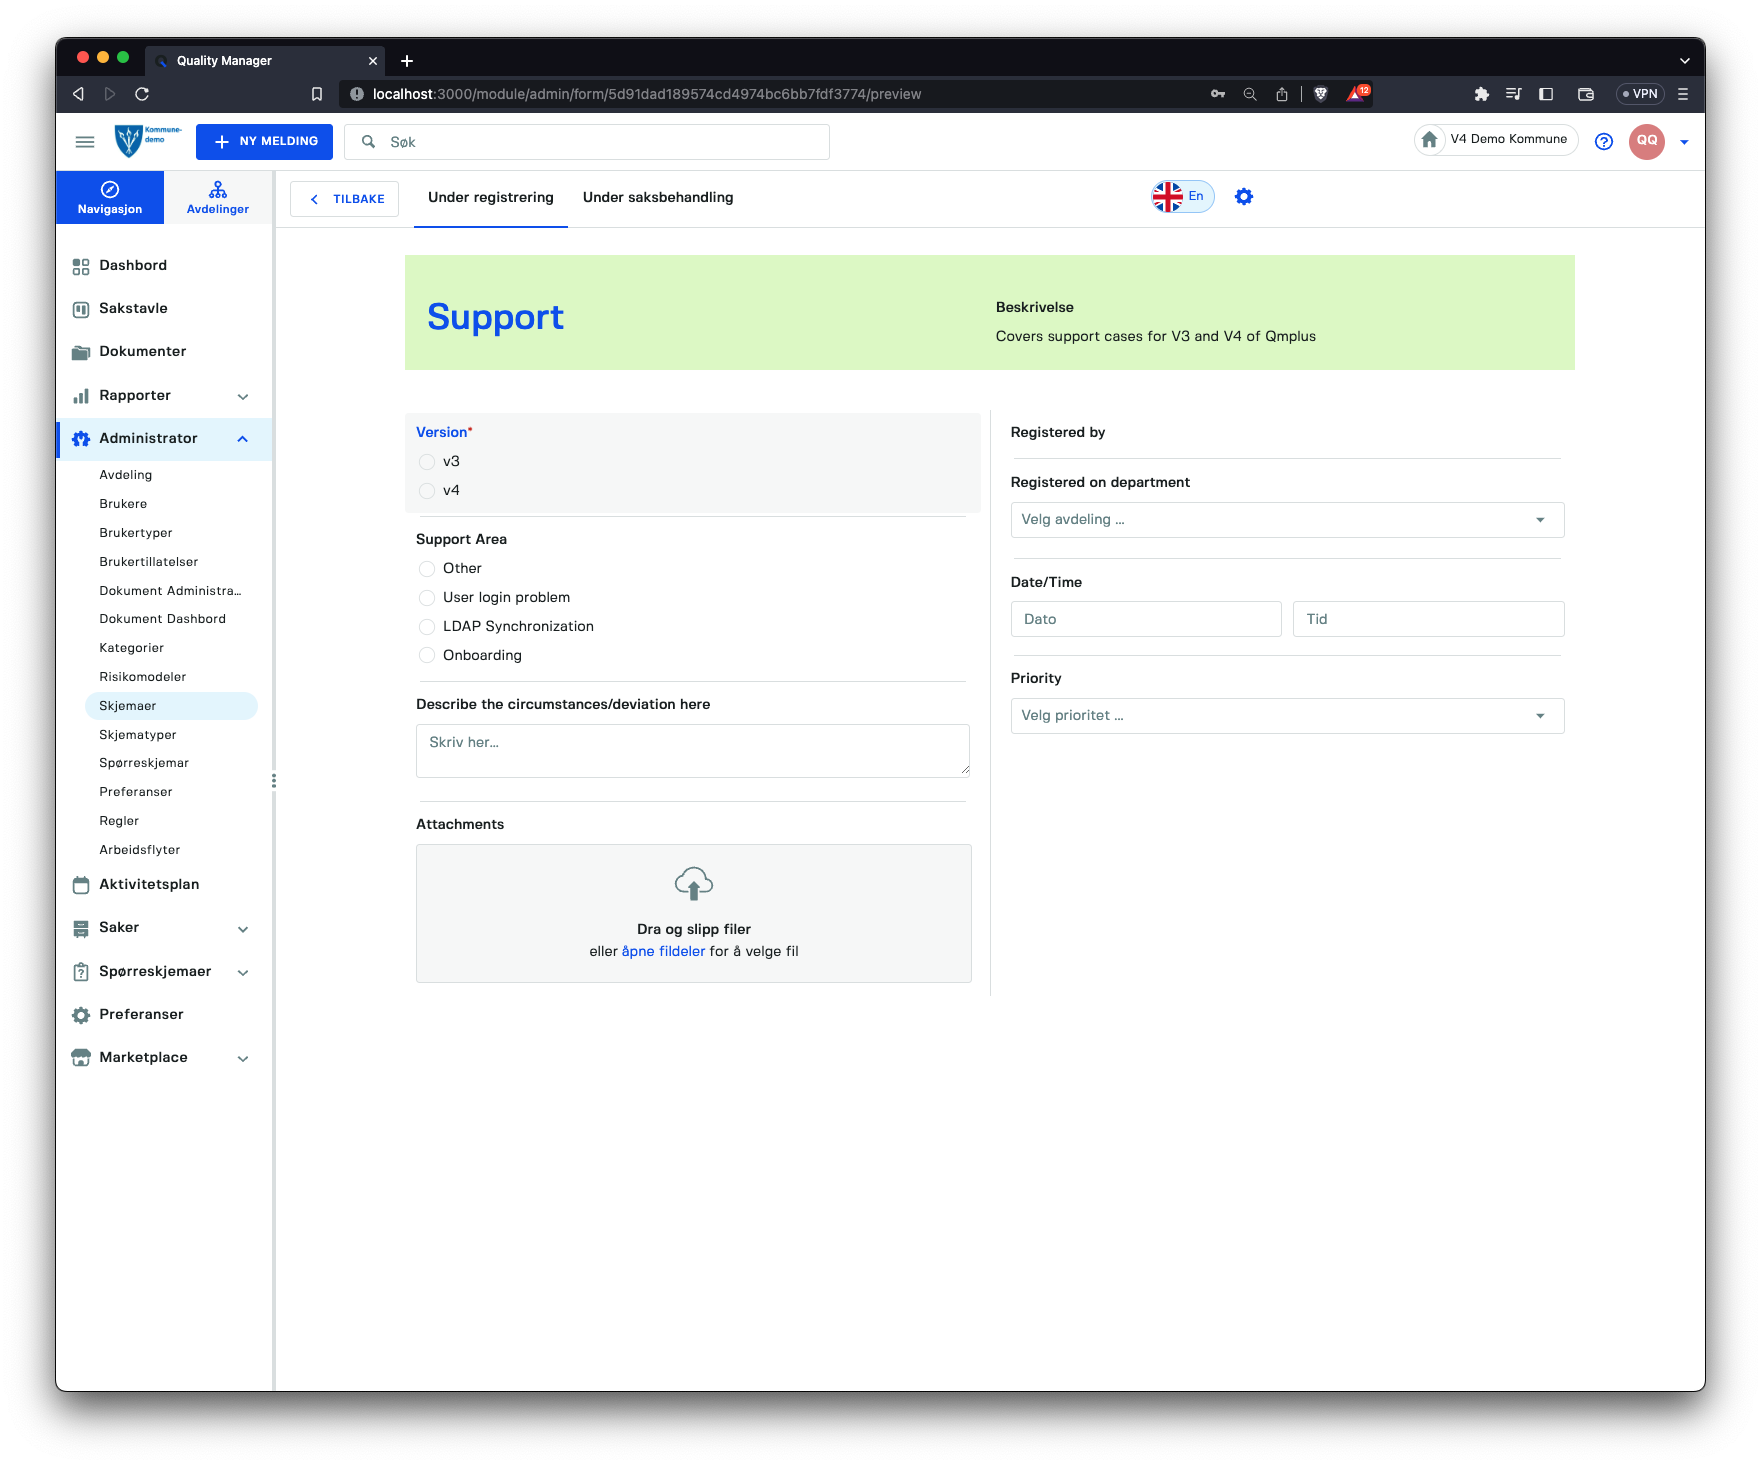 Quality Manager
localhost:3000/module/admin/form/5d91dad189574cd4974bc6bb7fdf3774/preview
12
VPN
Kommune-
demo
NY MELDING
Søk
V4 Demo Kommune
QQ
Navigasjon
Avdelinger
TILBAKE
Under registrering
Under saksbehandling
En
Dashbord
Sakstavle
Dokumenter
Rapporter
Administrator
Avdeling
Brukere
Brukertyper
Brukertillatelser
Dokument Administra...
Dokument Dashbord
Kategorier
Risikomodeler
Skjemaer
Skjematyper
Spørreskjemar
Preferanser
Regler
Arbeidsflyter
Aktivitetsplan
Saker
Spørreskjemaer
Preferanser
Marketplace
Support
Beskrivelse
Covers support cases for V3 and V4 of Qmplus
Version*
v3
v4
Support Area
Other
User login problem
LDAP Synchronization
Onboarding
Describe the circumstances/deviation here
Skriv her...
Attachments
Dra og slipp filer
eller åpne fildeler for å velge fil
Registered by
Registered on department
Velg avdeling ...
Date/Time
Dato
Tid
Priority
Velg prioritet ...